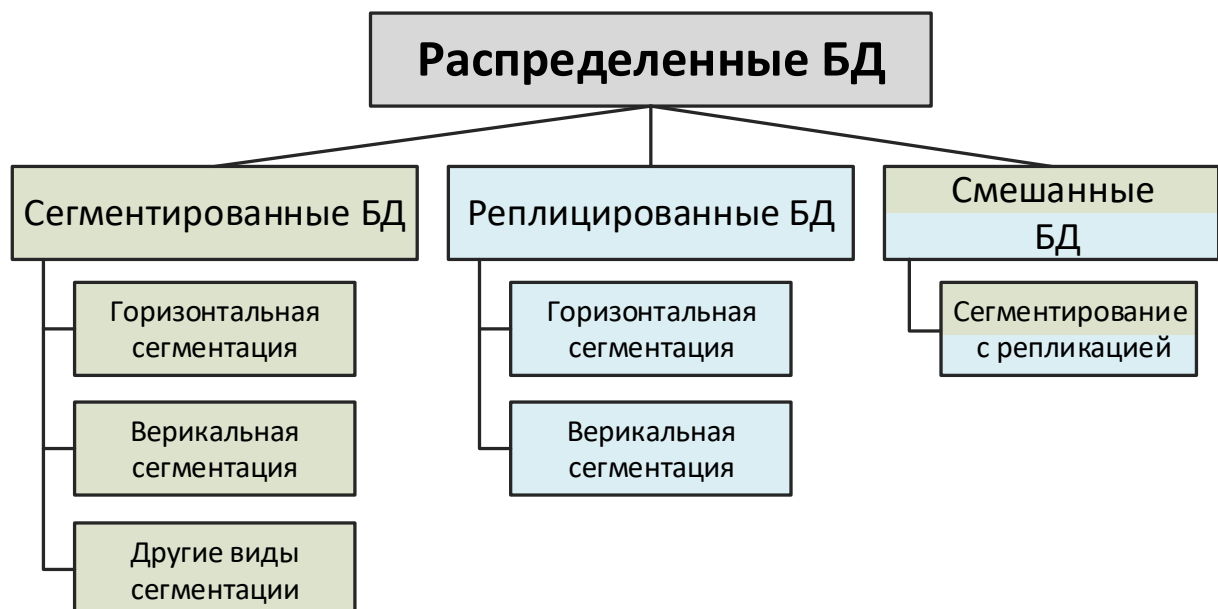 Распределенные БД
Сегментированные БД
Горизонтальная
сегментация
Верикальная
сегментация
Другие виды
сегментации
Реплицированные БД
Горизонтальная
сегментация
Верикальная
сегментация
Смешанные
БД
Сегментирование
с репликацией